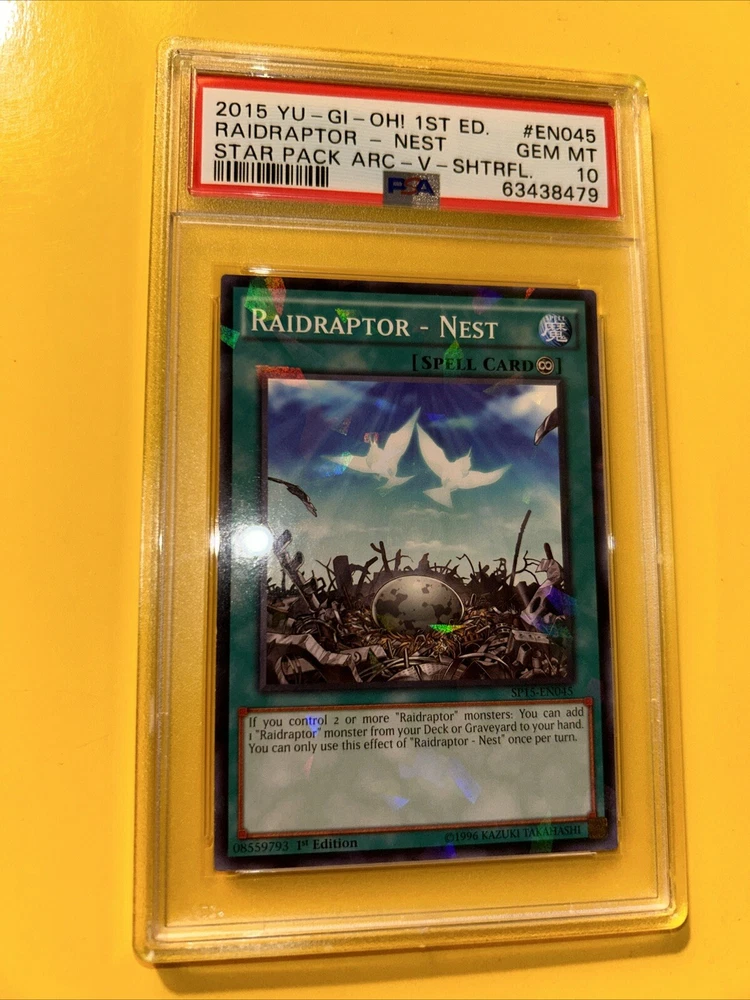 2015 YU-GI-OH! 1ST ED. #EN045
RAIDRAPTOR - NEST GEM MT
STAR PACK ARC-V-SHTRFL. 10
PSA 63438479
RAIDRAPTOR - NEST
魔
[SPELL CARD♾]
SP15-EN045
If you control 2 or more "Raidraptor" monsters: You can add
1 "Raidraptor" monster from your Deck or Graveyard to your hand.
You can only use this effect of "Raidraptor - Nest" once per turn.
08559793 1st Edition ©1996 KAZUKI TAKAHASHI